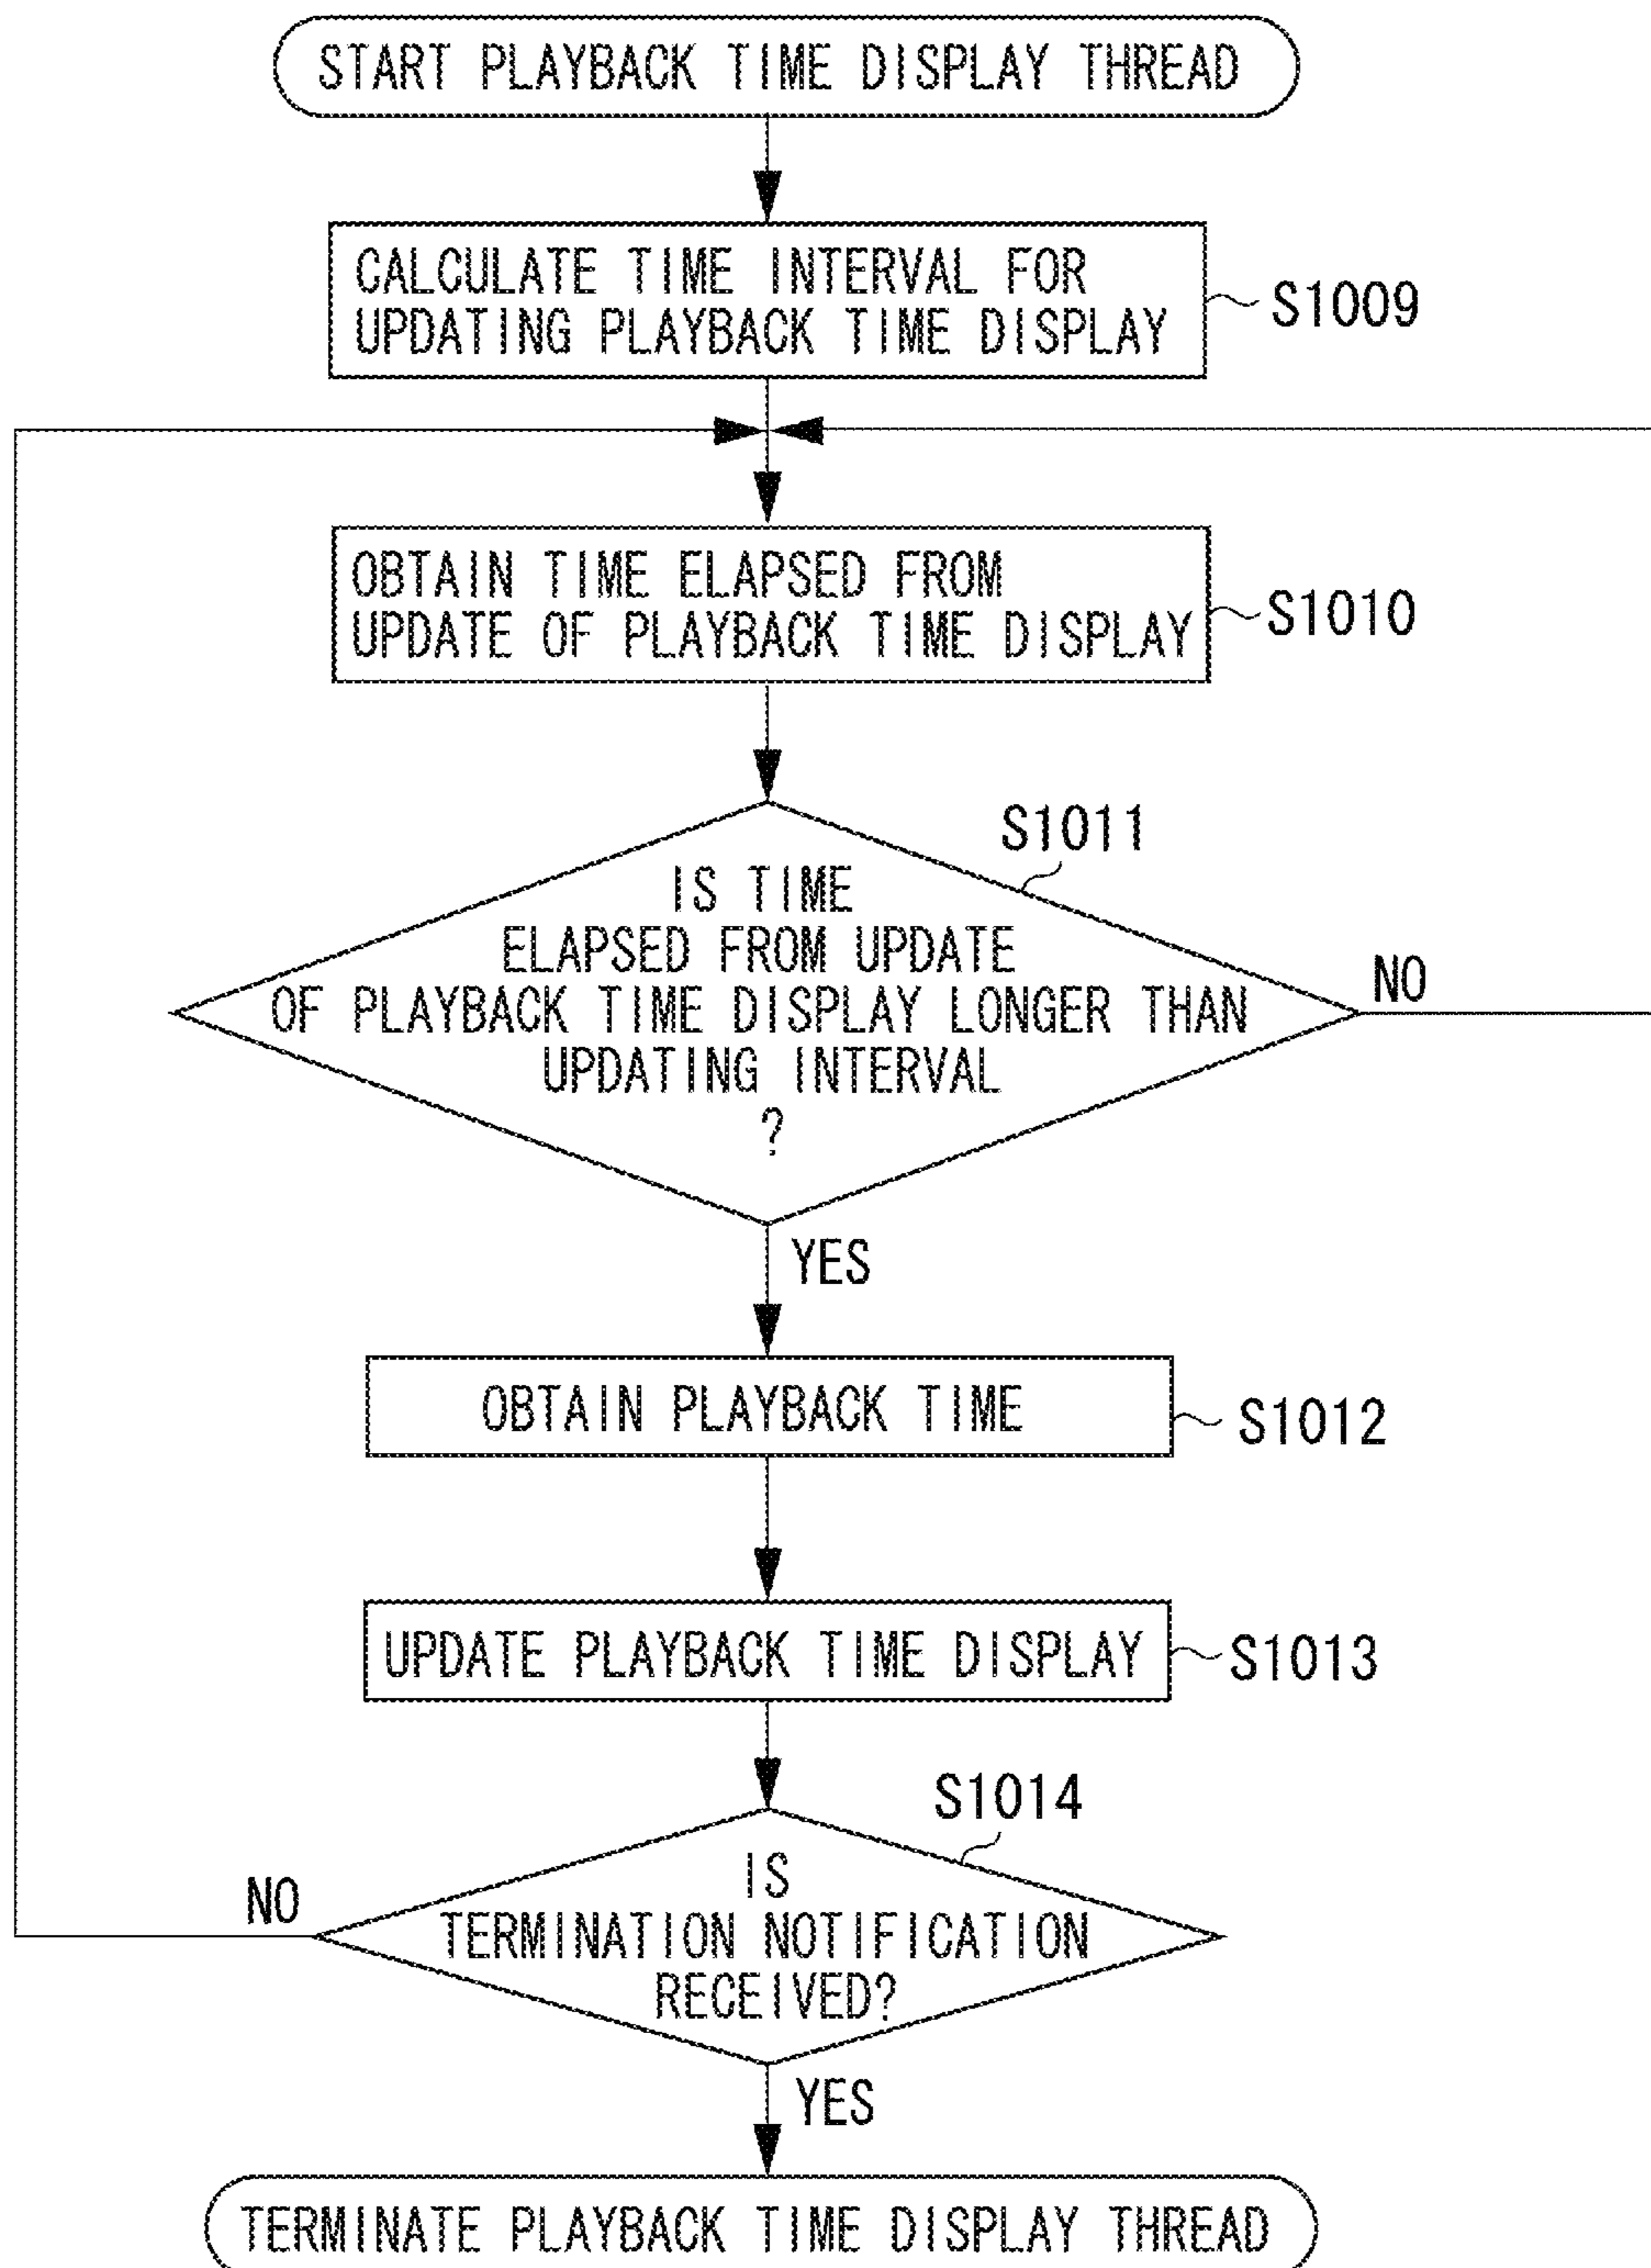 START PLAYBACK TIME DISPLAY THREAD
CALCULATE TIME INTERVAL FOR
UPDATING PLAYBACK TIME DISPLAY
S1009
OBTAIN TIME ELAPSED FROM
UPDATE OF PLAYBACK TIME DISPLAY
S1010
S1011
IS TIME
ELAPSED FROM UPDATE
OF PLAYBACK TIME DISPLAY LONGER THAN
UPDATING INTERVAL
?
NO
YES
OBTAIN PLAYBACK TIME
S1012
UPDATE PLAYBACK TIME DISPLAY
S1013
S1014
IS
TERMINATION NOTIFICATION
RECEIVED?
NO
YES
TERMINATE PLAYBACK TIME DISPLAY THREAD